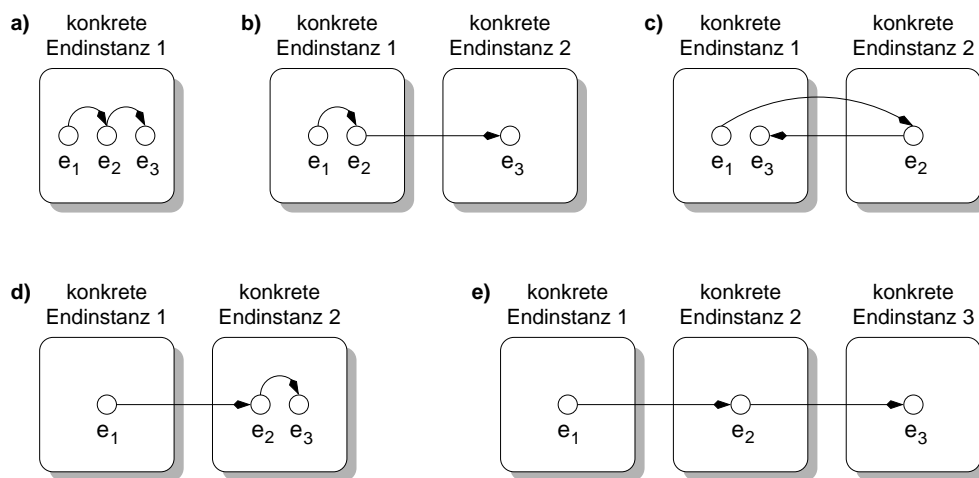 a)
konkrete
Endinstanz 1
e1
e2
e3
b)
konkrete
Endinstanz 1
konkrete
Endinstanz 2
e1
e2
e3
c)
konkrete
Endinstanz 1
konkrete
Endinstanz 2
e1
e3
e2
d)
konkrete
Endinstanz 1
konkrete
Endinstanz 2
e1
e2
e3
e)
konkrete
Endinstanz 1
konkrete
Endinstanz 2
konkrete
Endinstanz 3
e1
e2
e3